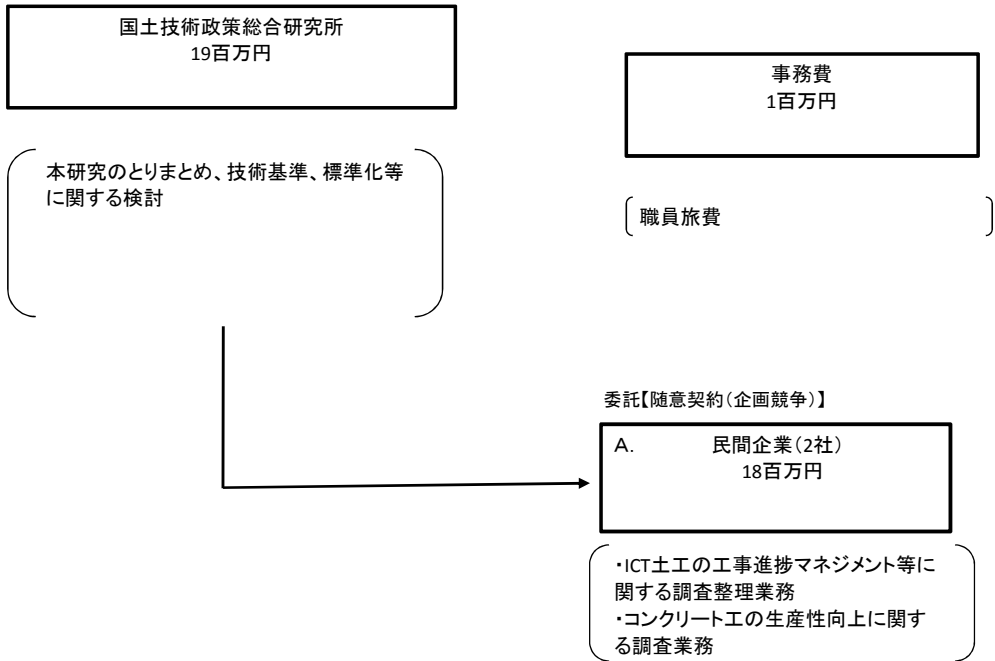 国土技術政策総合研究所
19百万円
事務費
1百万円
本研究のとりまとめ、技術基準、標準化等
に関する検討
職員旅費
委託【随意契約(企画競争)】
A. 民間企業(2社)
18百万円
・ICT土工の工事進捗マネジメント等に
関する調査整理業務
・コンクリート工の生産性向上に関す
る調査業務